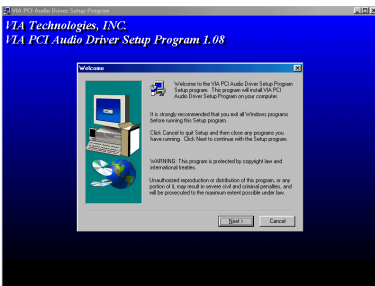 VIA PCI Audio Driver Setup Program
VIA Technologies, INC.
VIA PCI Audio Driver Setup Program 1.08
Welcome
Welcome to the VIA PCI Audio Driver Setup Program
Setup program. This program will install VIA PCI
Audio Driver Setup Program on your computer.
It is strongly recommended that you exit all Windows programs
before running this Setup program.
Click Cancel to quit Setup and then close any programs you
have running. Click Next to continue with the Setup program.
WARNING: This program is protected by copyright law and
international treaties.
Unauthorized reproduction or distribution of this program, or any
portion of it, may result in severe civil and criminal penalties, and
will be prosecuted to the maximum extent possible under law.
Next >
Cancel